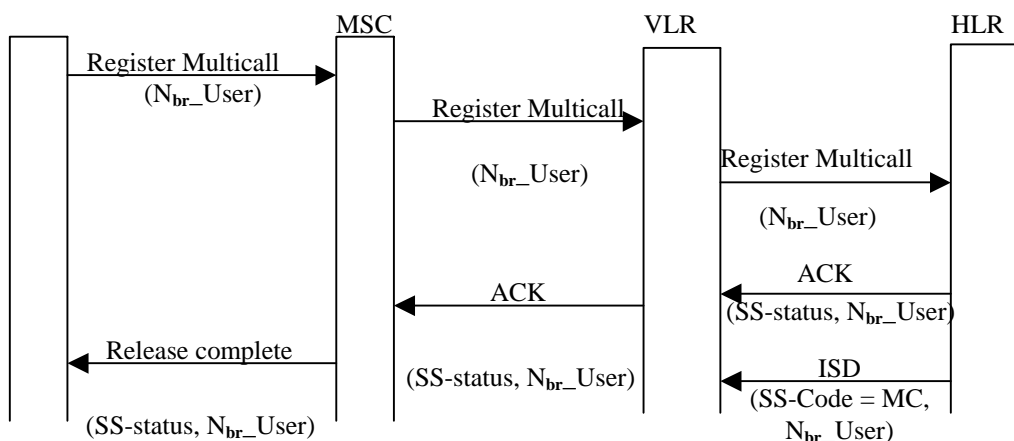 MSC
VLR
HLR
Register Multicall
(Nbr_User)
Register Multicall
(Nbr_User)
Register Multicall
(Nbr_User)
ACK
(SS-status, Nbr_User)
ACK
(SS-status, Nbr_User)
Release complete
(SS-status, Nbr_User)
ISD
(SS-Code = MC,
Nbr_User)